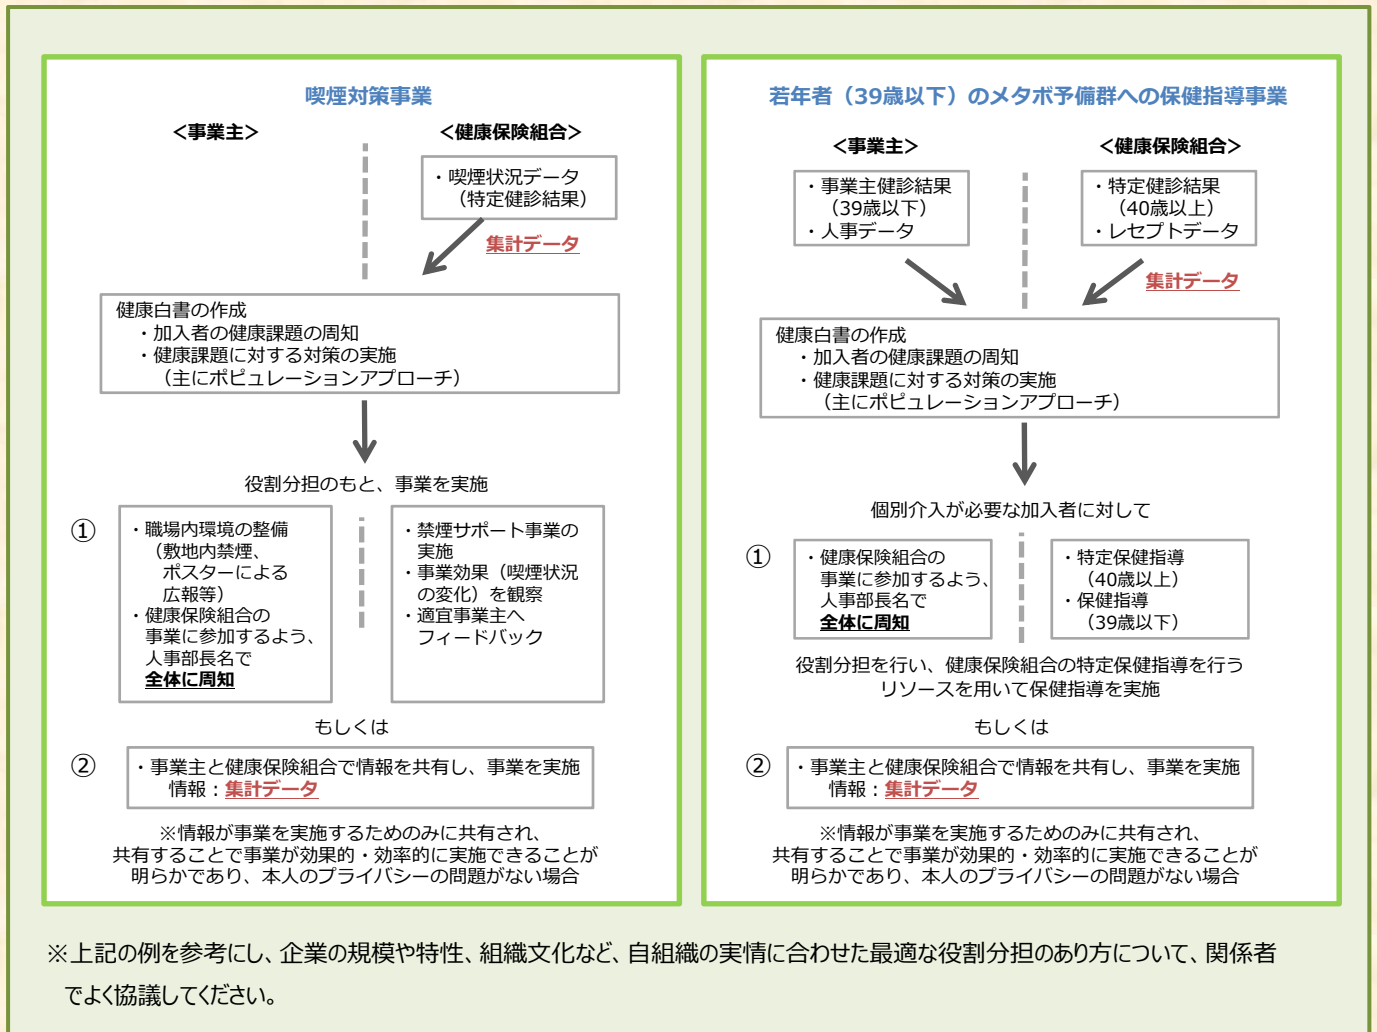 喫煙対策事業
<事業主>
<健康保険組合>
・喫煙状況データ
（特定健診結果）
集計データ
健康白書の作成
・加入者の健康課題の周知
・健康課題に対する対策の実施
（主にポピュレーションアプローチ）
役割分担のもと、事業を実施
①
・職場内環境の整備
（敷地内禁煙、
ポスターによる
広報等）
・健康保険組合の
事業に参加するよう、
人事部長名で
全体に周知
・禁煙サポート事業の
実施
・事業効果（喫煙状況
の変化）を観察
・適宜事業主へ
フィードバック
もしくは
②
・事業主と健康保険組合で情報を共有し、事業を実施
情報：集計データ
※情報が事業を実施するためのみに共有され、
共有することで事業が効果的・効率的に実施できることが
明らかであり、本人のプライバシーの問題がない場合
若年者（39歳以下）のメタボ予備群への保健指導事業
<事業主>
<健康保険組合>
・事業主健診結果
（39歳以下）
・人事データ
・特定健診結果
（40歳以上）
・レセプトデータ
集計データ
健康白書の作成
・加入者の健康課題の周知
・健康課題に対する対策の実施
（主にポピュレーションアプローチ）
個別介入が必要な加入者に対して
①
・健康保険組合の
事業に参加するよう、
人事部長名で
全体に周知
・特定保健指導
（40歳以上）
・保健指導
（39歳以下）
役割分担を行い、健康保険組合の特定保健指導を行う
リソースを用いて保健指導を実施
もしくは
②
・事業主と健康保険組合で情報を共有し、事業を実施
情報：集計データ
※情報が事業を実施するためのみに共有され、
共有することで事業が効果的・効率的に実施できることが
明らかであり、本人のプライバシーの問題がない場合
※上記の例を参考にし、企業の規模や特性、組織文化など、自組織の実情に合わせた最適な役割分担のあり方について、関係者
でよく協議してください。